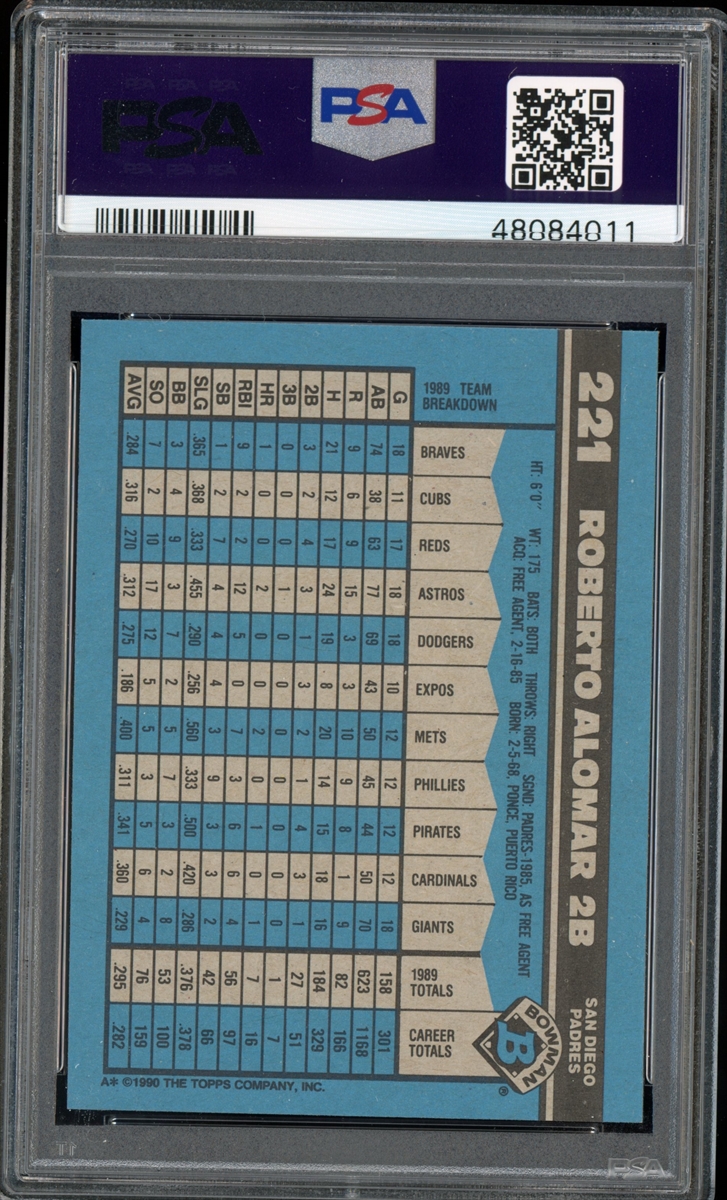 PSA PSA PSA
PSA
PSA PSA PSA
PSA
48084011
221 ROBERTO ALOMAR 2B
SAN DIEGO
PADRES
HT: 6'0" WT: 175 BATS: BOTH THROWS: RIGHT SGND: PADRES-1985, AS FREE AGENT
ACQ: FREE AGENT, 2-16-85 BORN: 2-5-68, PONCE, PUERTO RICO
BOWMAN
B
®
1989 TEAM
BREAKDOWN
BRAVES
CUBS
REDS
ASTROS
DODGERS
EXPOS
METS
PHILLIES
PIRATES
CARDINALS
GIANTS
1989
TOTALS
CAREER
TOTALS
G 18 11 17 18 18 10 12 12 12 12 18 158 301
AB 74 38 63 77 69 43 50 45 44 50 70 623 1168
R 9 6 9 15 3 3 10 9 8 1 9 82 166
H 21 12 17 24 19 8 20 14 15 18 16 184 329
2B 3 2 4 3 1 3 2 1 4 3 1 27 51
3B 0 0 0 1 0 0 0 0 0 0 0 1 7
HR 1 0 0 2 0 0 2 0 1 0 1 7 16
RBI 9 2 2 12 5 0 7 3 6 6 4 56 97
SB 1 2 7 4 4 4 3 9 3 3 2 42 66
SLG .365 .368 .333 .455 .290 .256 .560 .333 .500 .420 .286 .376 .378
BB 3 4 9 3 7 2 5 7 3 2 8 53 100
SO 7 2 10 17 12 5 5 3 5 6 4 76 159
AVG .284 .316 .270 .312 .275 .186 .400 .311 .341 .360 .229 .295 .282
A* ©1990 THE TOPPS COMPANY, INC.
PSA